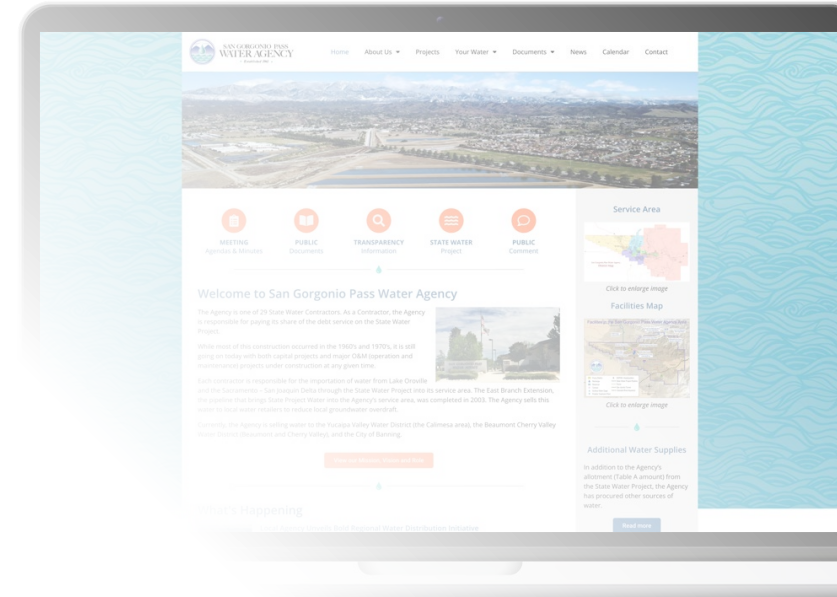 SAN GORGONIO PASS
WATER AGENCY
Home
About Us
Projects
Your Water
Documents
News
Calendar
Contact
MEETING
Agendas & Minutes
PUBLIC
Documents
TRANSPARENCY
Information
STATE WATER
Project
PUBLIC
Comment
Welcome to San Gorgonio Pass Water Agency
The Agency is one of 29 State Water Contractors. As a Contractor, the Agency
is responsible for paying its share of the debt service on the State Water
Project.
While most of this construction occurred in the 1960's and 1970's, it is still
going on today with both capital projects and major O&M (operation and
maintenance) projects under construction at any given time.
Each contractor is responsible for the importation of water from Lake Oroville
and the Sacramento – San Joaquin Delta through the State Water Project into its service area. The East Branch Extension,
the pipeline that brings State Project Water into the Agency's service area, was completed in 2003. The Agency sells this
water to local water retailers to reduce local groundwater overdraft.
Currently, the Agency is selling water to the Yucaipa Valley Water District (the Calimesa area), the Beaumont Cherry Valley
Water District (Beaumont and Cherry Valley) and the City of Banning.
What's Happening
Service Area
Click to enlarge image
Facilities Map
Click to enlarge image
Additional Water Supplies
In addition to the Agency's
allotment (Table A amount) from
the State Water Project, the Agency
has procured other sources of
water.
Read more